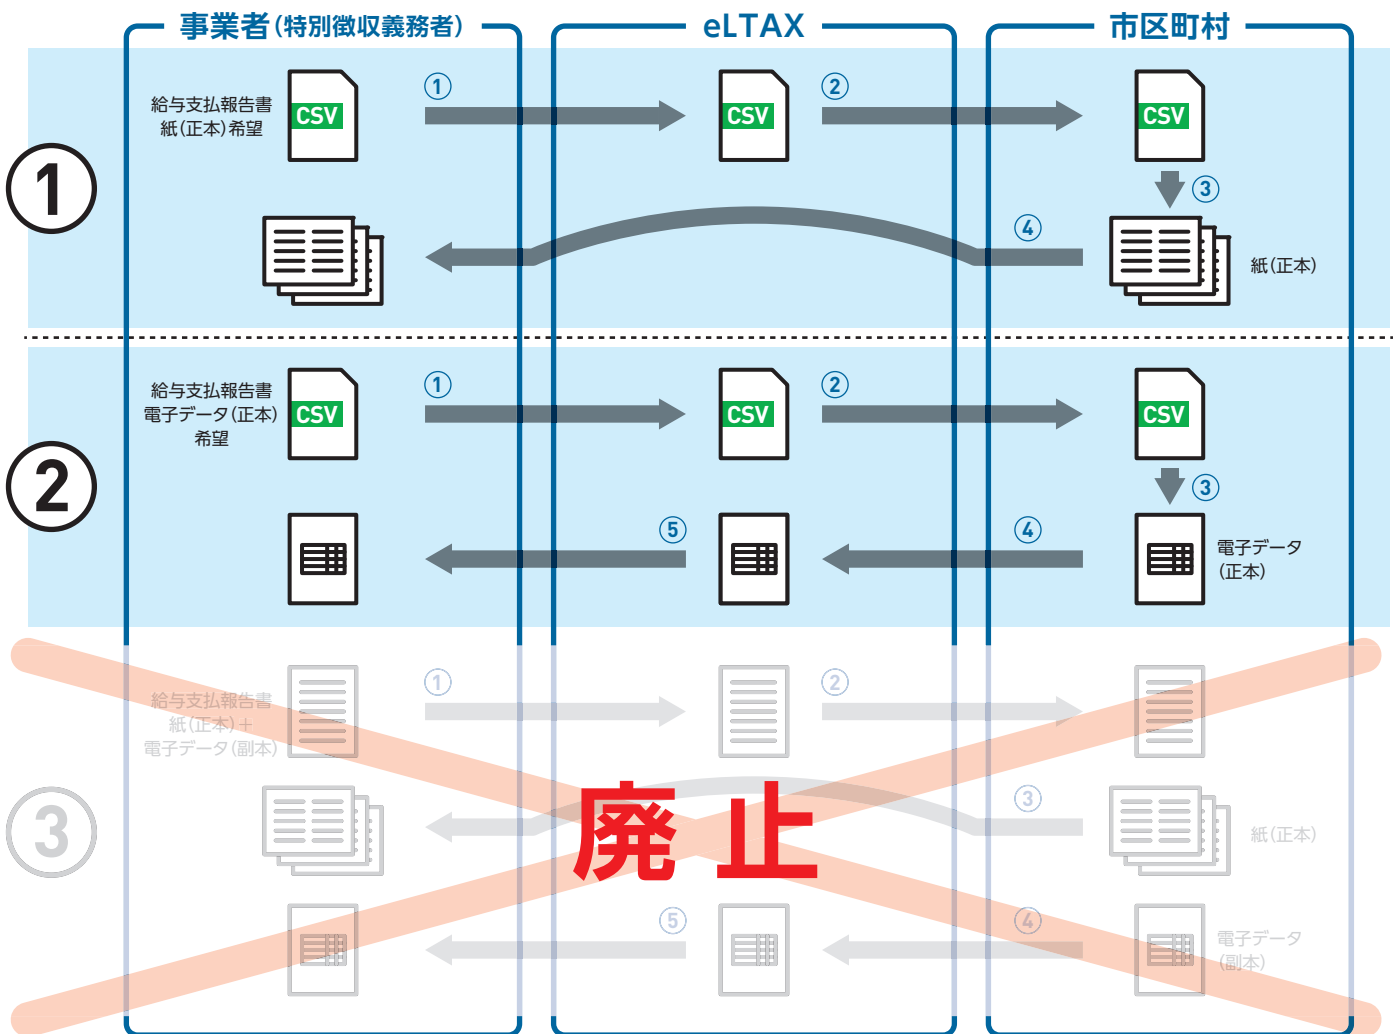 事業者(特別徴収義務者)
eLTAX
市区町村
①
給与支払報告書
紙(正本)希望
CSV
①
CSV
②
CSV
③
④
紙(正本)
②
給与支払報告書
電子データ(正本)
希望
CSV
①
CSV
②
CSV
③
⑤
④
電子データ
(正本)
③
給与支払報告書
紙(正本)+
電子データ(副本)
①
②
廃止
③
紙(正本)
⑤
④
電子データ
(副本)